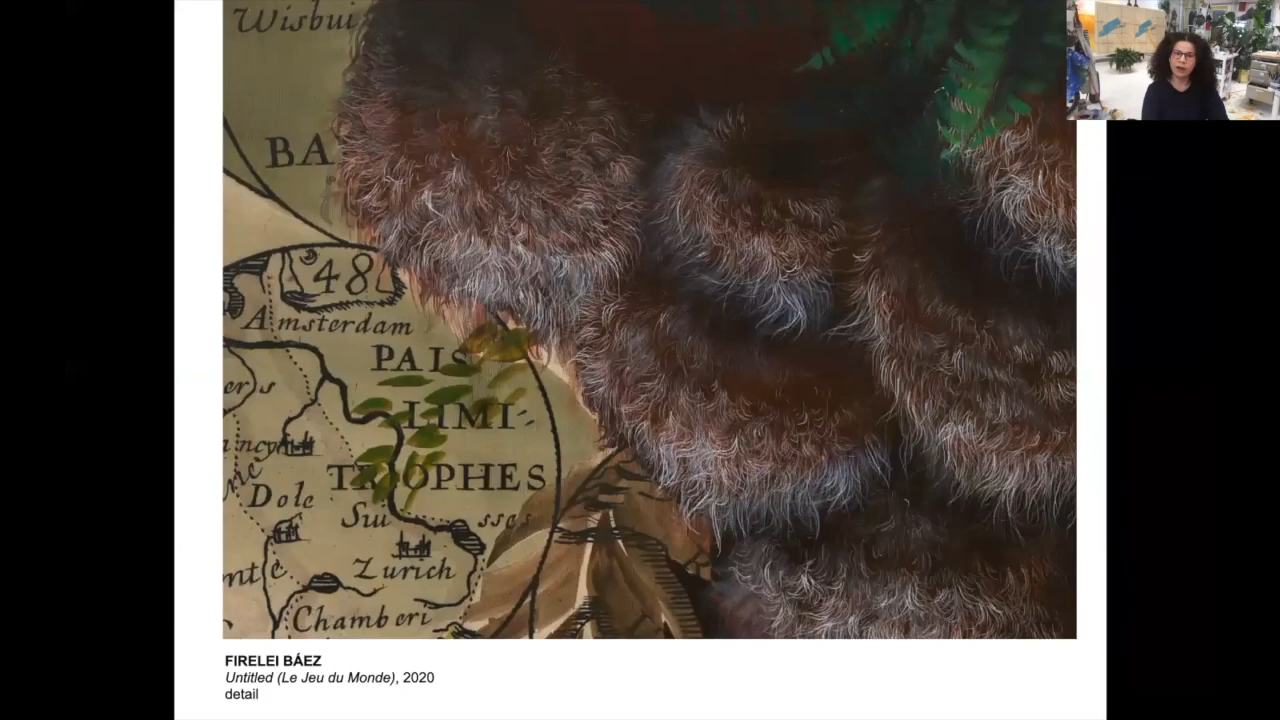 Wisbui
BA
48
Amsterdam
PAIS
LIMI-
TROPHES
Dole
Suisses
Zurich
Chamberi
FIRELEI BÁEZ
Untitled (Le Jeu du Monde), 2020
detail